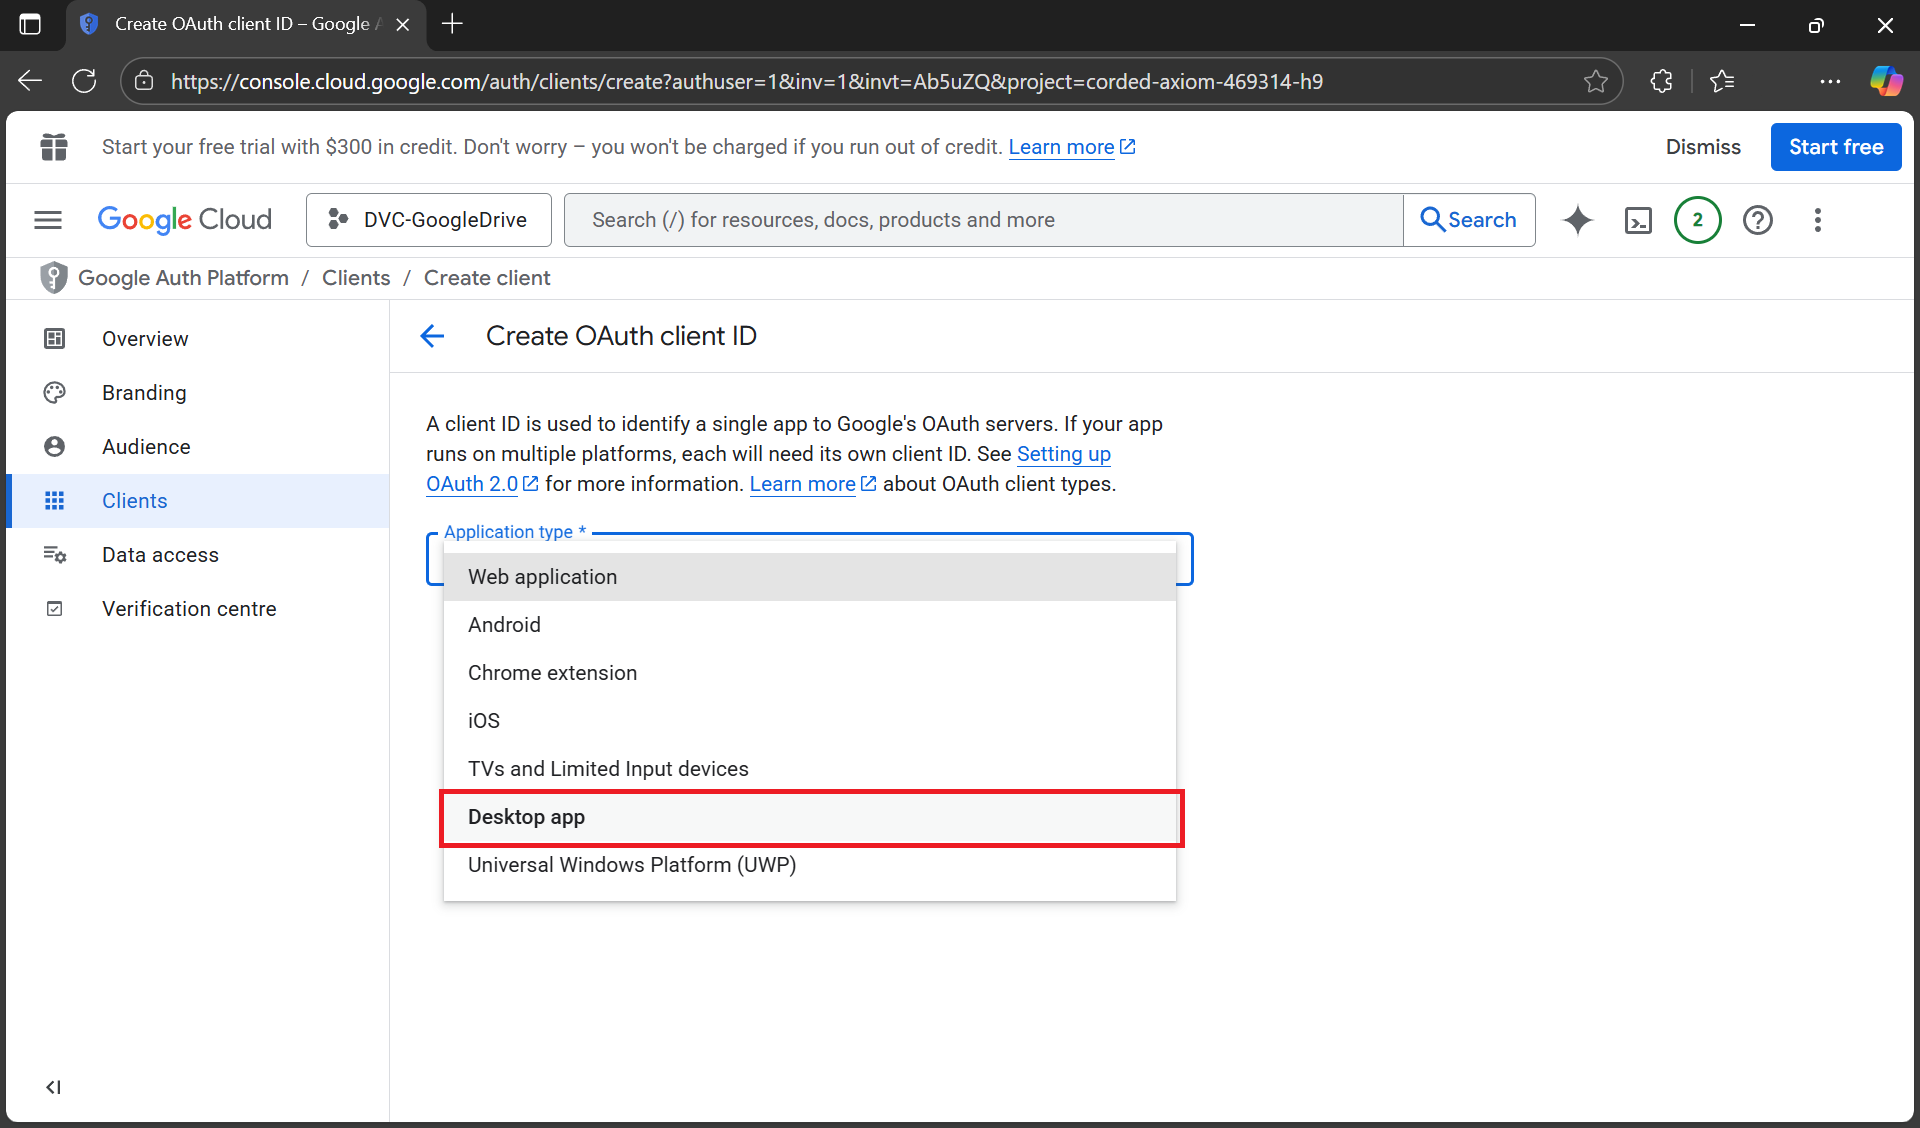 Create OAuth client ID – Google A
https://console.cloud.google.com/auth/clients/create?authuser=1&inv=1&invt=Ab5uZQ&project=corded-axiom-469314-h9
Start your free trial with $300 in credit. Don't worry – you won't be charged if you run out of credit. Learn more
Dismiss
Start free
Google Cloud
DVC-GoogleDrive
Search (/) for resources, docs, products and more
Search
2
Google Auth Platform / Clients / Create client
Overview
Branding
Audience
Clients
Data access
Verification centre
Create OAuth client ID
A client ID is used to identify a single app to Google's OAuth servers. If your app
runs on multiple platforms, each will need its own client ID. See Setting up
OAuth 2.0 for more information. Learn more about OAuth client types.
Application type *
Web application
Android
Chrome extension
iOS
TVs and Limited Input devices
Desktop app
Universal Windows Platform (UWP)